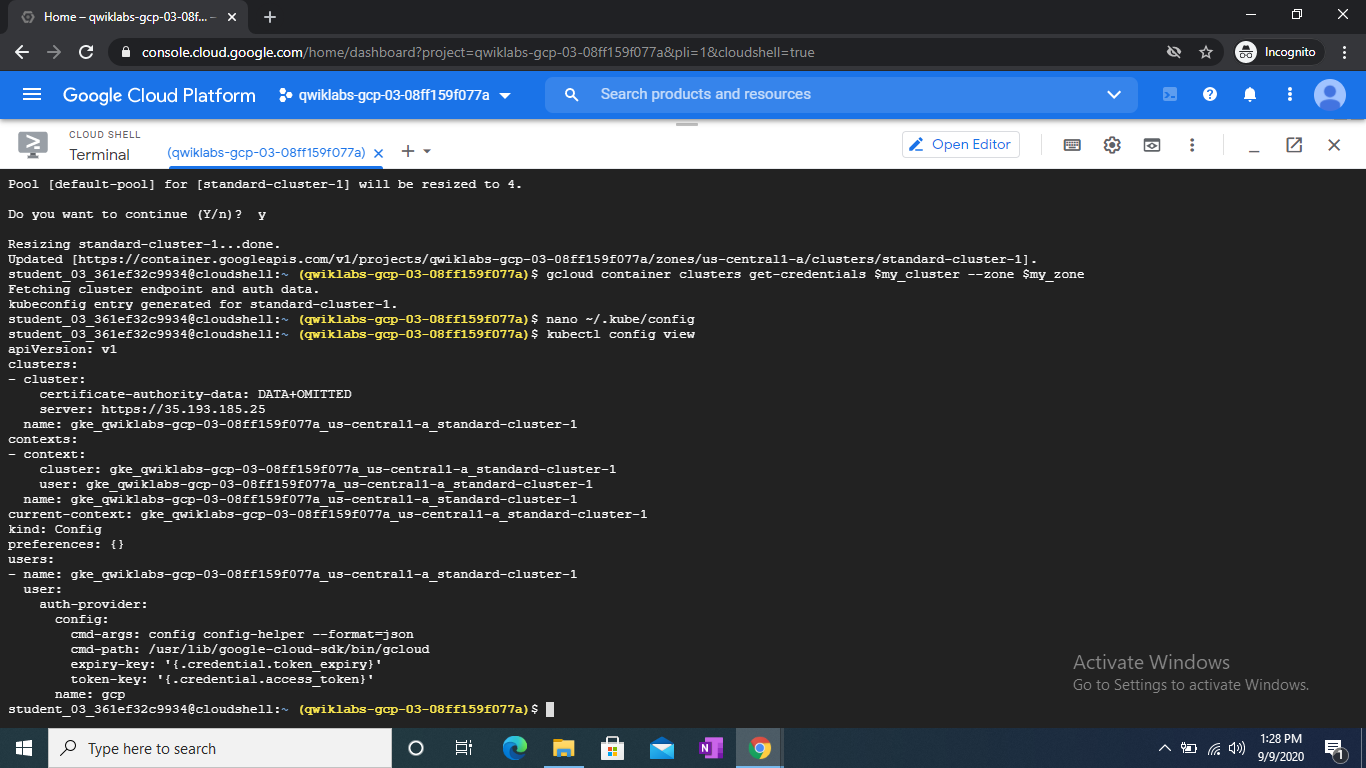 Home – qwiklabs-gcp-03-08f... –
console.cloud.google.com/home/dashboard?project=qwiklabs-gcp-03-08ff159f077a&pli=1&cloudshell=true
Incognito
Google Cloud Platform
qwiklabs-gcp-03-08ff159f077a
Search products and resources
CLOUD SHELL
Terminal
(qwiklabs-gcp-03-08ff159f077a)
Open Editor
Pool [default-pool] for [standard-cluster-1] will be resized to 4.
Do you want to continue (Y/n)?  y
Resizing standard-cluster-1...done.
Updated [https://container.googleapis.com/v1/projects/qwiklabs-gcp-03-08ff159f077a/zones/us-central1-a/clusters/standard-cluster-1].
student_03_361ef32c9934@cloudshell:~ (qwiklabs-gcp-03-08ff159f077a)$ gcloud container clusters get-credentials $my_cluster --zone $my_zone
Fetching cluster endpoint and auth data.
kubeconfig entry generated for standard-cluster-1.
student_03_361ef32c9934@cloudshell:~ (qwiklabs-gcp-03-08ff159f077a)$ nano ~/.kube/config
student_03_361ef32c9934@cloudshell:~ (qwiklabs-gcp-03-08ff159f077a)$ kubectl config view
apiVersion: v1
clusters:
- cluster:
    certificate-authority-data: DATA+OMITTED
    server: https://35.193.185.25
  name: gke_qwiklabs-gcp-03-08ff159f077a_us-central1-a_standard-cluster-1
contexts:
- context:
    cluster: gke_qwiklabs-gcp-03-08ff159f077a_us-central1-a_standard-cluster-1
    user: gke_qwiklabs-gcp-03-08ff159f077a_us-central1-a_standard-cluster-1
  name: gke_qwiklabs-gcp-03-08ff159f077a_us-central1-a_standard-cluster-1
current-context: gke_qwiklabs-gcp-03-08ff159f077a_us-central1-a_standard-cluster-1
kind: Config
preferences: {}
users:
- name: gke_qwiklabs-gcp-03-08ff159f077a_us-central1-a_standard-cluster-1
  user:
    auth-provider:
      config:
        cmd-args: config config-helper --format=json
        cmd-path: /usr/lib/google-cloud-sdk/bin/gcloud
        expiry-key: '{.credential.token_expiry}'
        token-key: '{.credential.access_token}'
      name: gcp
student_03_361ef32c9934@cloudshell:~ (qwiklabs-gcp-03-08ff159f077a)$
Activate Windows
Go to Settings to activate Windows.
Type here to search
1:28 PM
9/9/2020
1